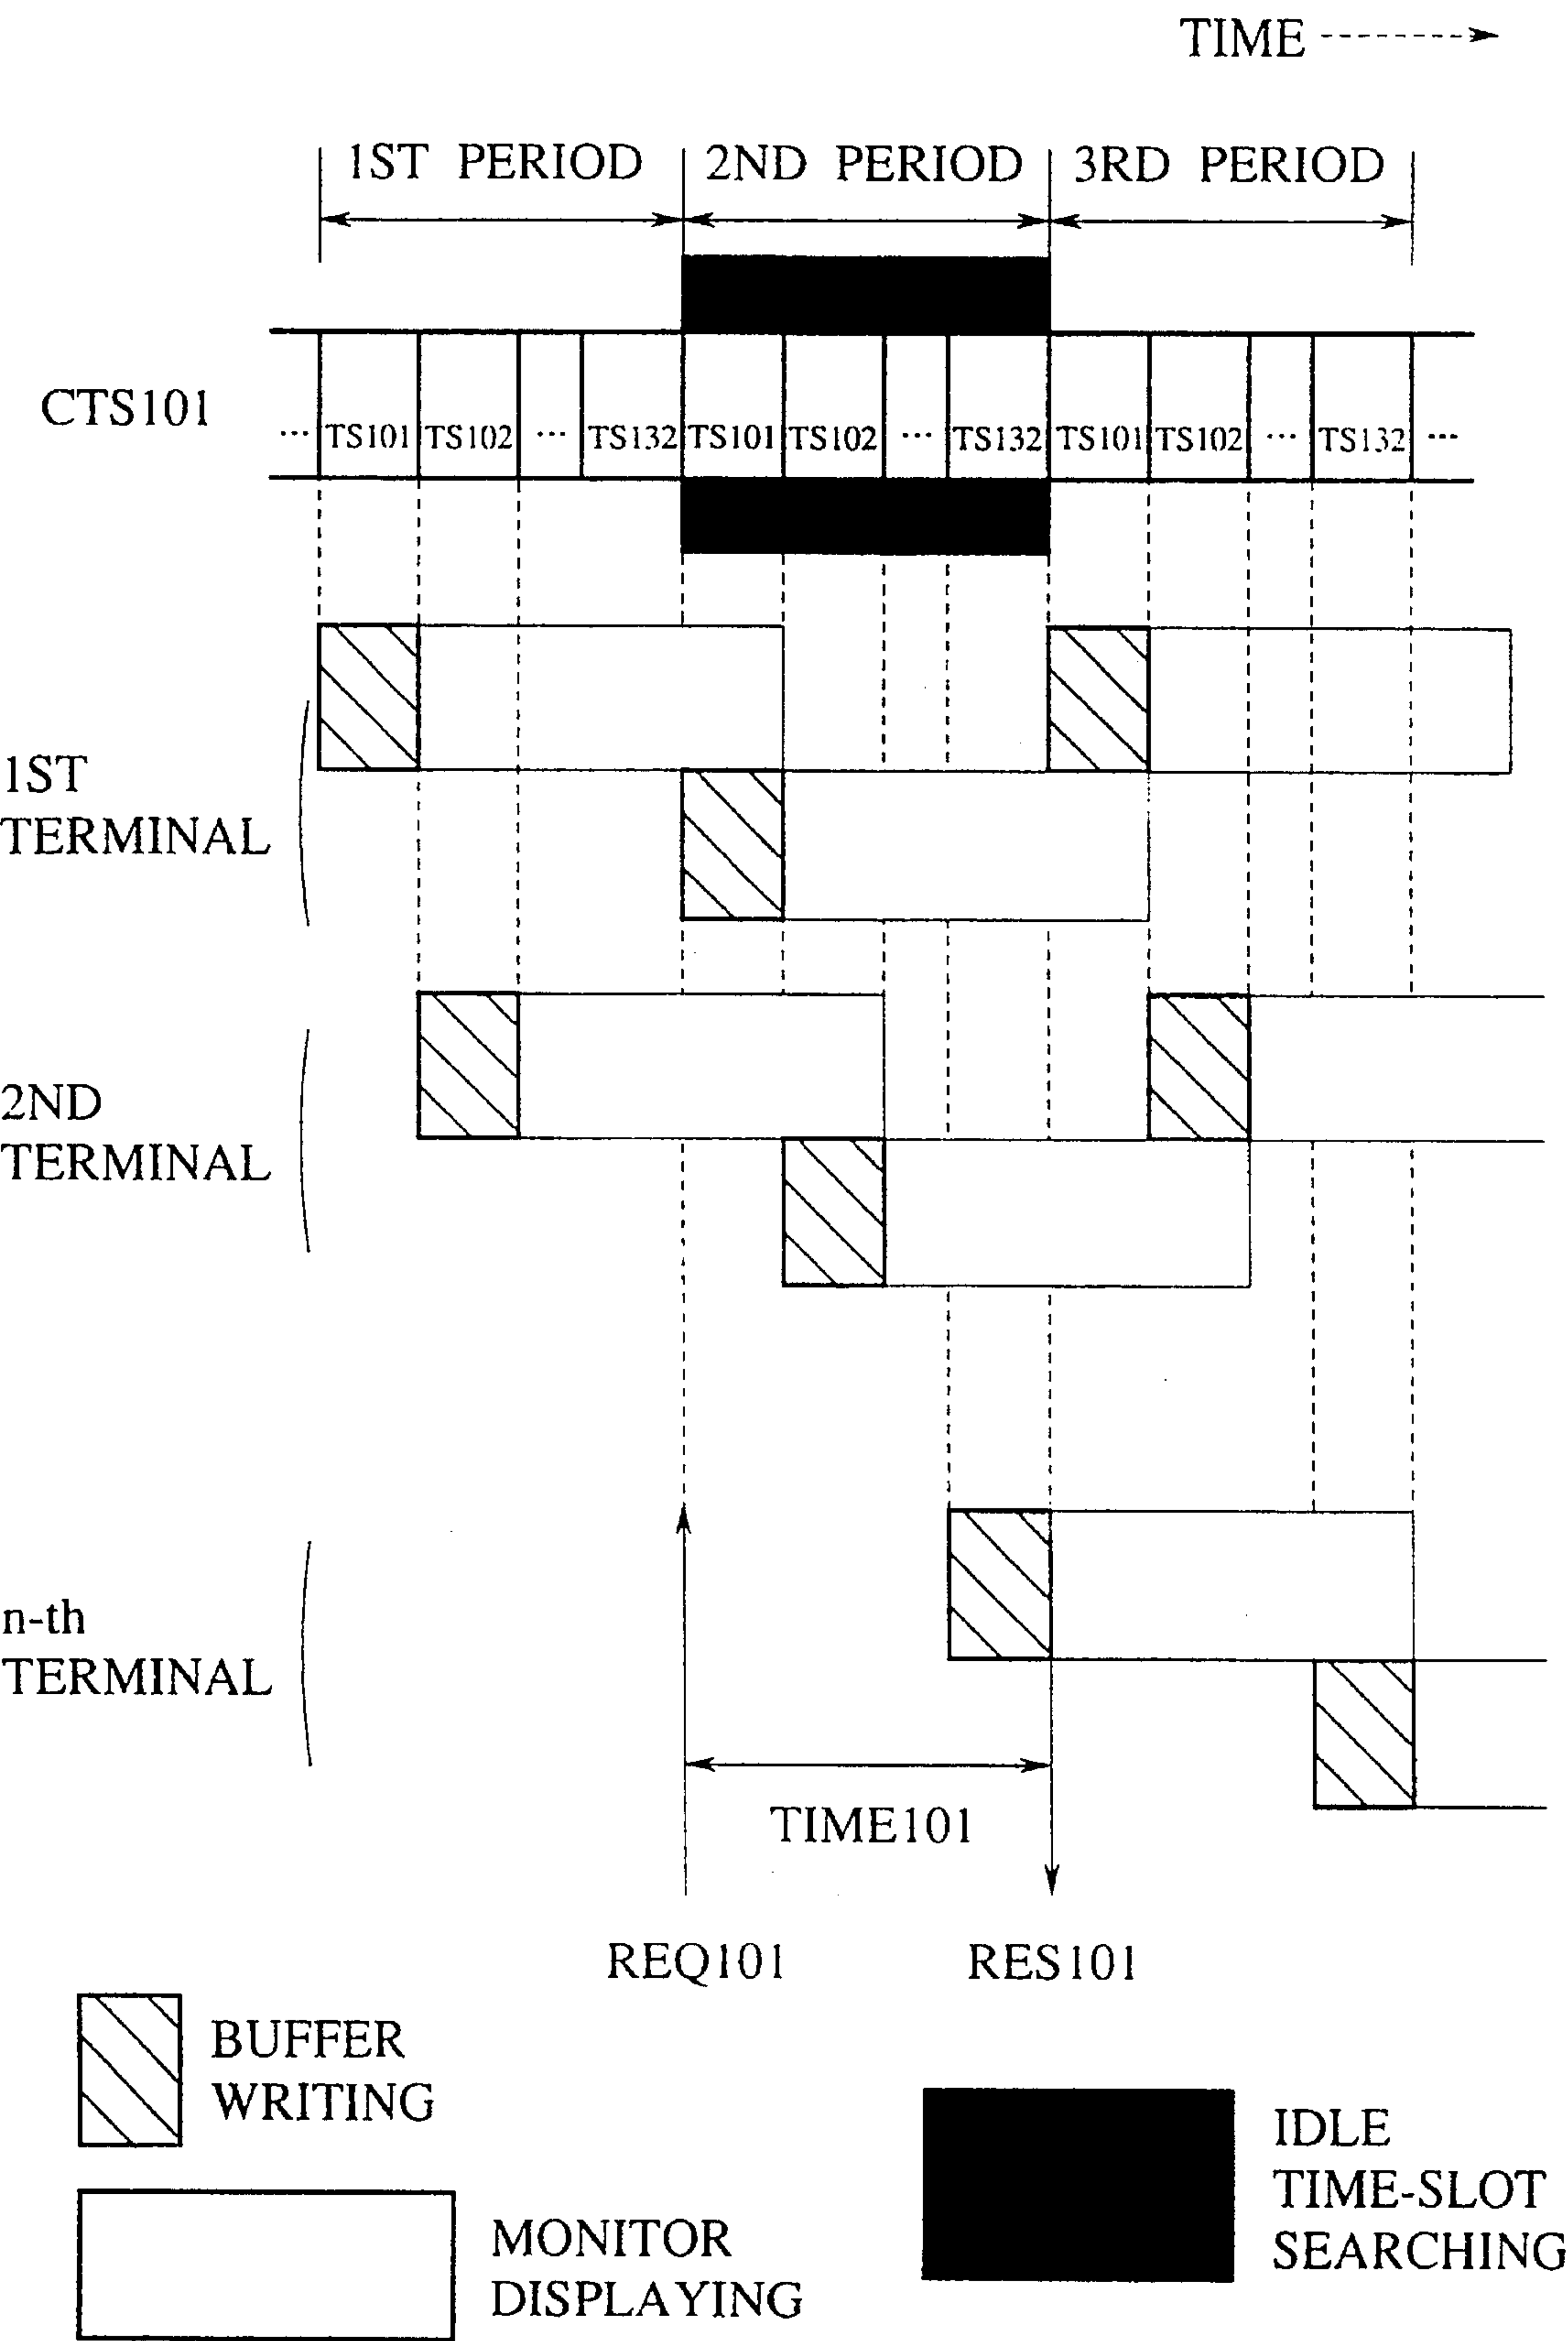 TIME
1ST PERIOD 2ND PERIOD 3RD PERIOD
CTS101
... TS101 TS102 ... TS132 TS101 TS102 ... TS132 TS101 TS102 ... TS132 ...
1ST
TERMINAL
2ND
TERMINAL
n-th
TERMINAL
TIME101
REQ101 RES101
BUFFER
WRITING
MONITOR
DISPLAYING
IDLE
TIME-SLOT
SEARCHING